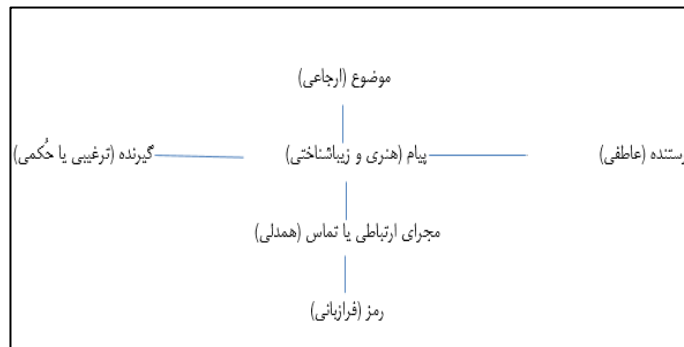 موضوع (ارجاعی)
رستنده (عاطفی) پیام (هنری و زیباشناختی) گیرنده (ترغیبی یا حُکمی)
مجرای ارتباطی یا تماس (همدلی)
رمز (فرازبانی)